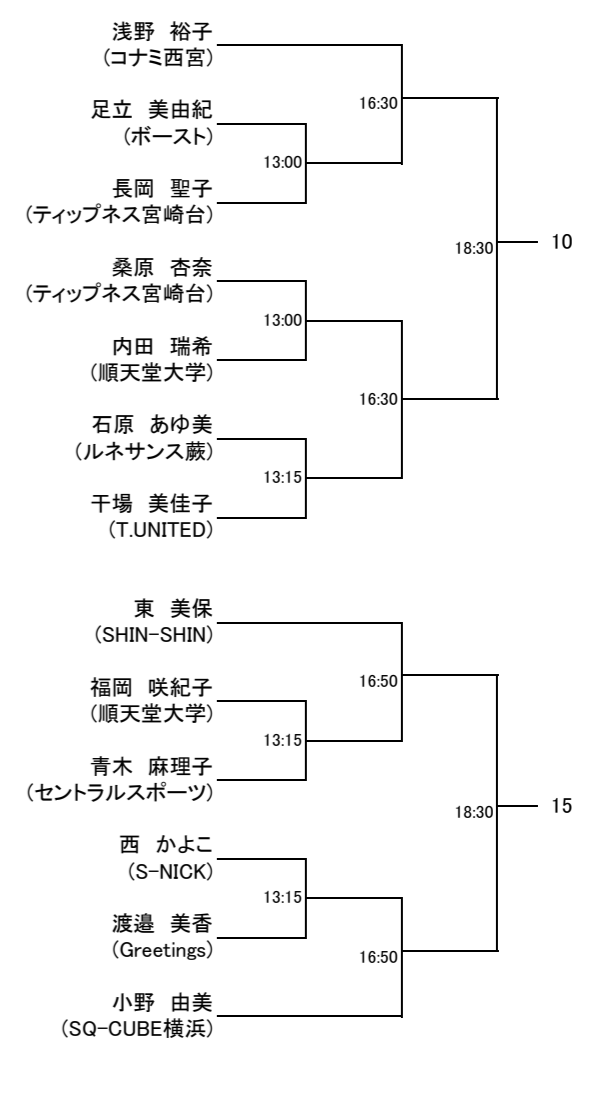 浅野　裕子
(コナミ西宮)
16:30
足立　美由紀
(ボースト)
13:00
長岡　聖子
(ティップネス宮崎台)
18:30
10
桑原　杏奈
(ティップネス宮崎台)
13:00
内田　瑞希
(順天堂大学)
16:30
石原　あゆ美
(ルネサンス蕨)
13:15
干場　美佳子
(T.UNITED)
東　美保
(SHIN-SHIN)
16:50
福岡　咲紀子
(順天堂大学)
13:15
青木　麻理子
(セントラルスポーツ)
18:30
15
西　かよこ
(S-NICK)
13:15
渡邉　美香
(Greetings)
16:50
小野　由美
(SQ-CUBE横浜)